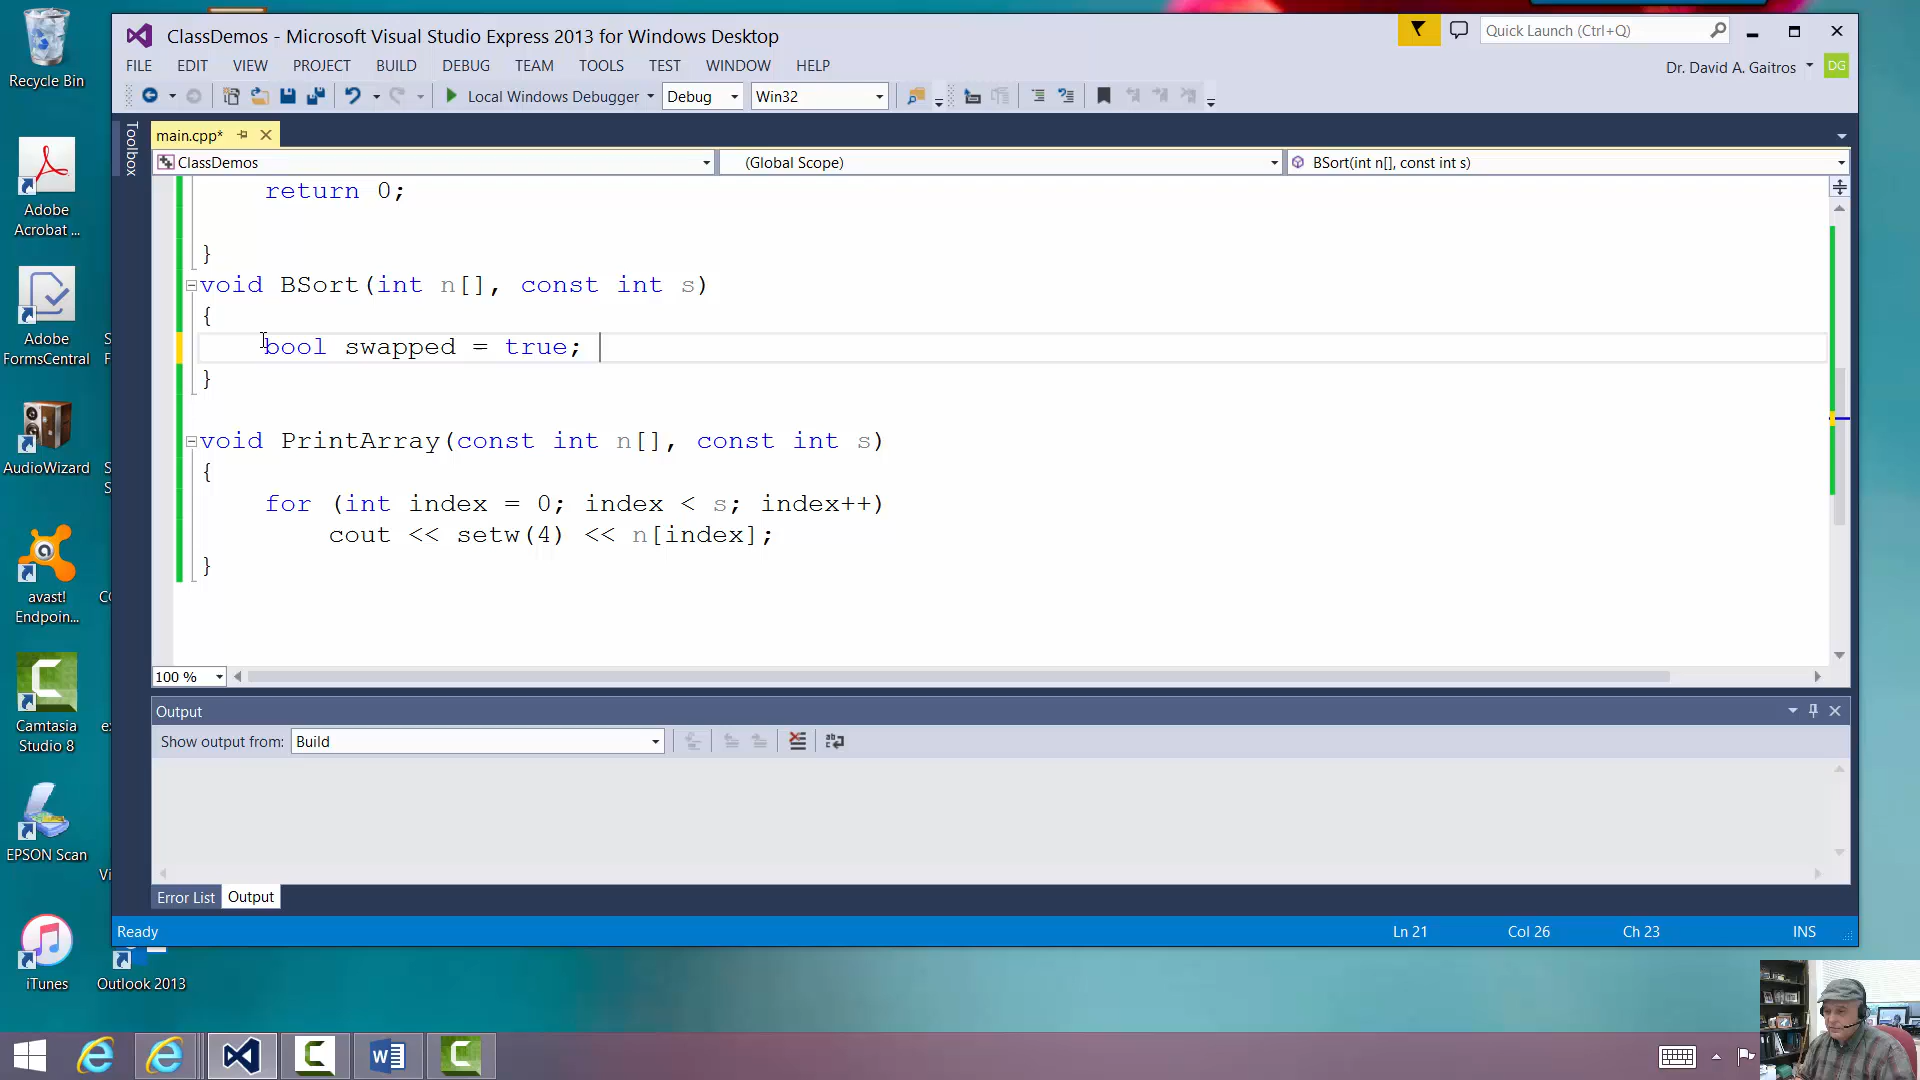 Recycle Bin
Adobe
Acrobat ...
Adobe
FormsCentral
AudioWizard
avast!
Endpoin...
Camtasia
Studio 8
EPSON Scan
iTunes
Outlook 2013
ClassDemos - Microsoft Visual Studio Express 2013 for Windows Desktop
Quick Launch (Ctrl+Q)
FILE EDIT VIEW PROJECT BUILD DEBUG TEAM TOOLS TEST WINDOW HELP
Dr. David A. Gaitros DG
Local Windows Debugger Debug Win32
Toolbox
main.cpp*
ClassDemos (Global Scope) BSort(int n[], const int s)
return 0;
}
void BSort(int n[], const int s)
{
bool swapped = true;
}
void PrintArray(const int n[], const int s)
{
for (int index = 0; index < s; index++)
cout << setw(4) << n[index];
}
100 %
Output
Show output from: Build
Error List Output
Ready Ln 21 Col 26 Ch 23 INS